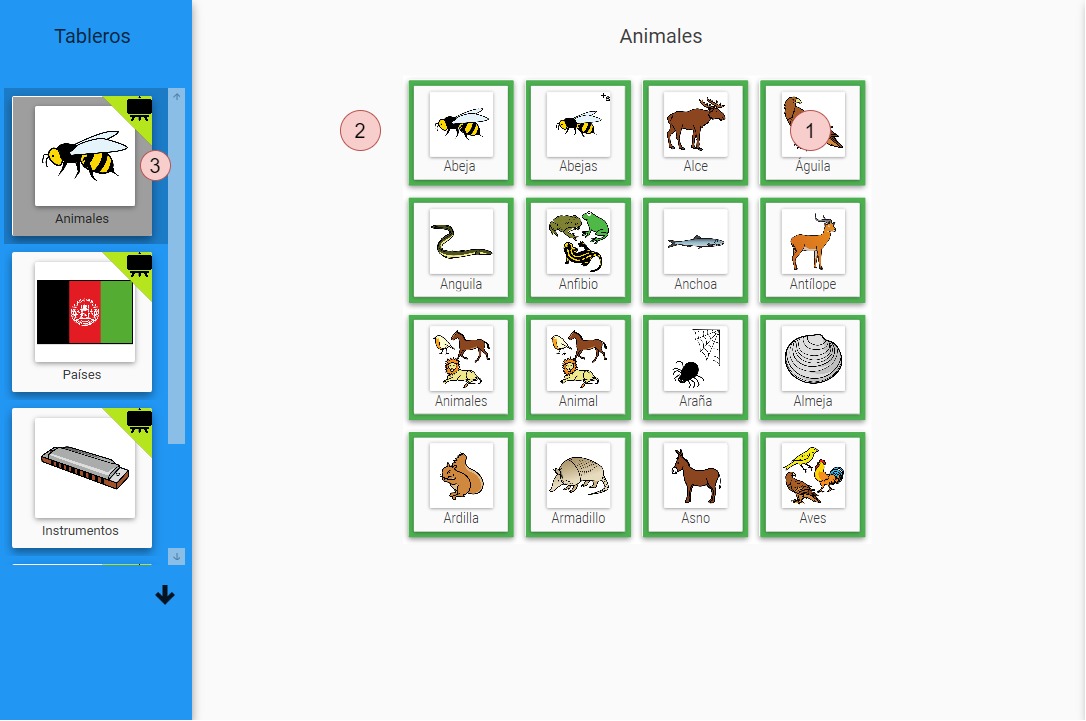 Tableros
Animales
Países
Instrumentos
3
Animales
2
1
Abeja
+s
Abejas
Alce
Águila
Anguila
Anfibio
Anchoa
Antílope
Animales
Animal
Araña
Almeja
Ardilla
Armadillo
Asno
Aves